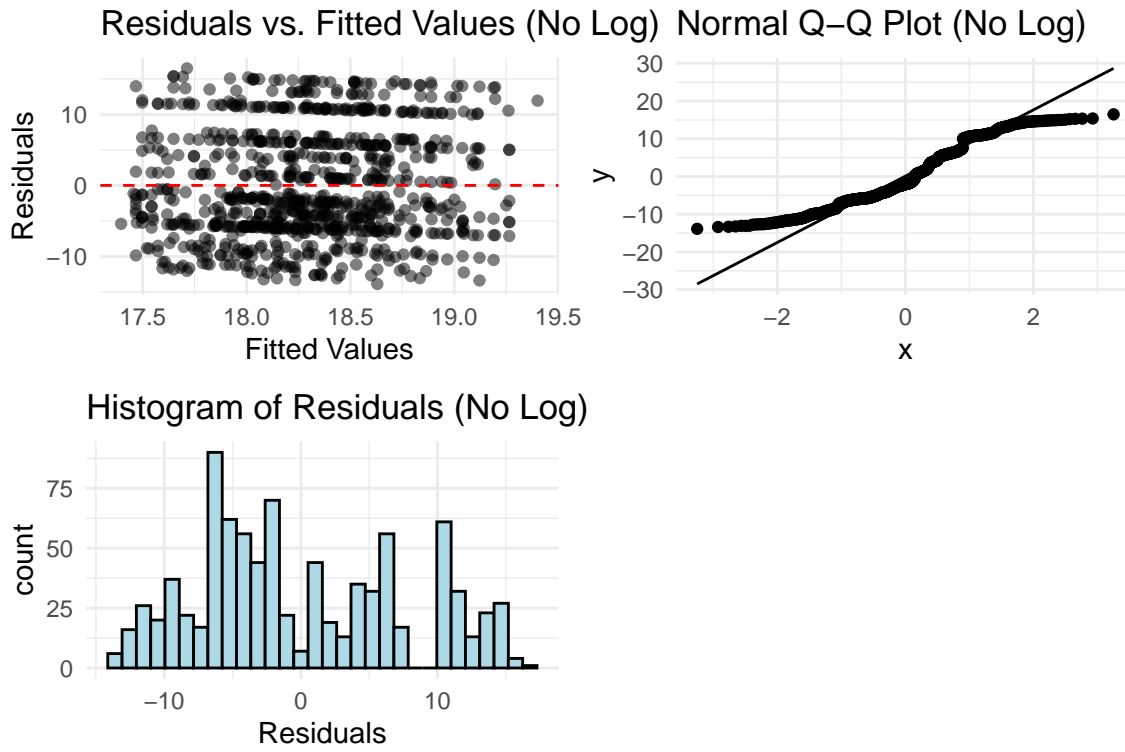 Residuals vs. Fitted Values (No Log)
Residuals
10
0
−10
17.5 18.0 18.5 19.0 19.5
Fitted Values
Normal Q−Q Plot (No Log)
y
30
20
10
0
−10
−20
−30
−2 0 2
x
Histogram of Residuals (No Log)
count
75
50
25
0
−10 0 10
Residuals